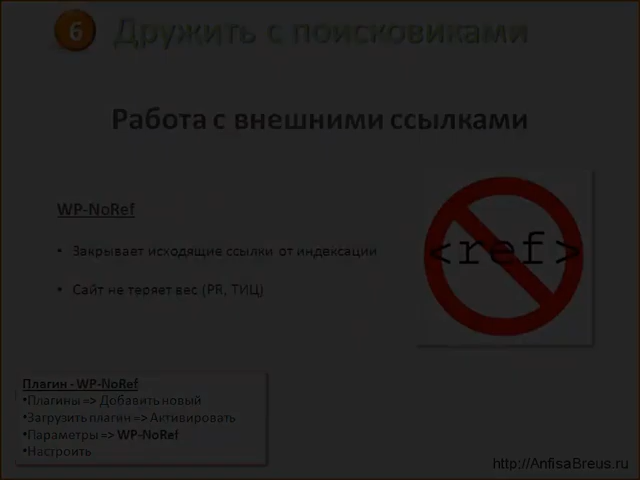 6 Дружить с поисковиками
Работа с внешними ссылками
WP-NoRef
• Закрывает исходящие ссылки от индексации
• Сайт не теряет вес (PR, ТИЦ)
<ref>
Плагин - WP-NoRef
•Плагины => Добавить новый
•Загрузить плагин => Активировать
•Параметры => WP-NoRef
•Настроить
http://AnfisaBreus.ru